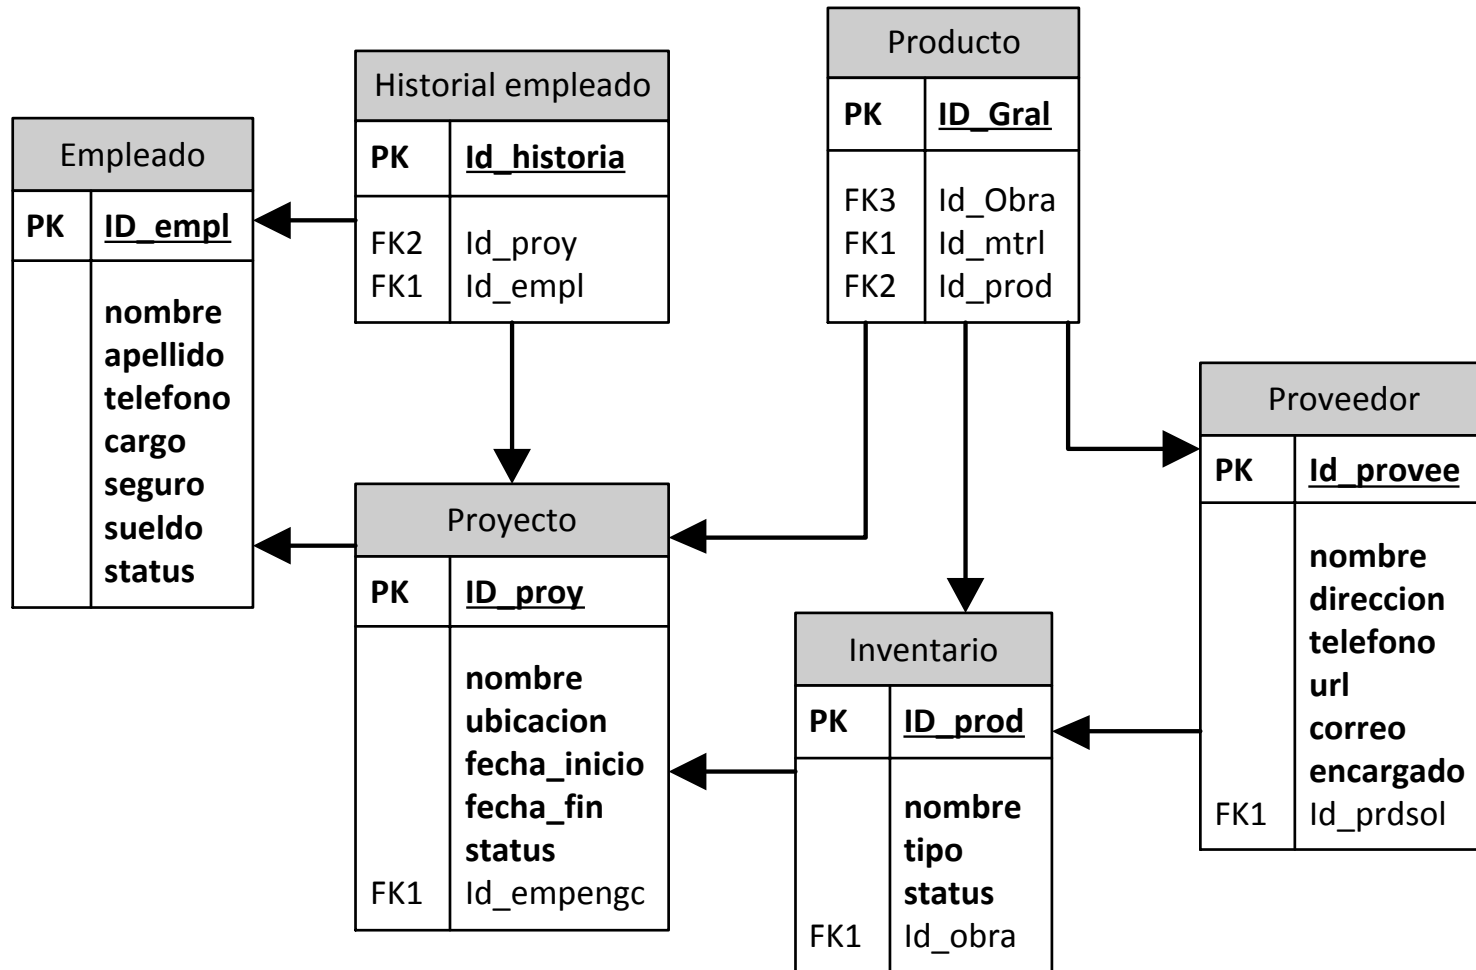 Empleado
PK ID_empl
nombre
apellido
telefono
cargo
seguro
sueldo
status
Historial empleado
PK Id_historia
FK2 Id_proy
FK1 Id_empl
Producto
PK ID_Gral
FK3 Id_Obra
FK1 Id_mtrl
FK2 Id_prod
Proyecto
PK ID_proy
nombre
ubicacion
fecha_inicio
fecha_fin
status
FK1 Id_empengc
Inventario
PK ID_prod
nombre
tipo
status
FK1 Id_obra
Proveedor
PK Id_provee
nombre
direccion
telefono
url
correo
encargado
FK1 Id_prdsol